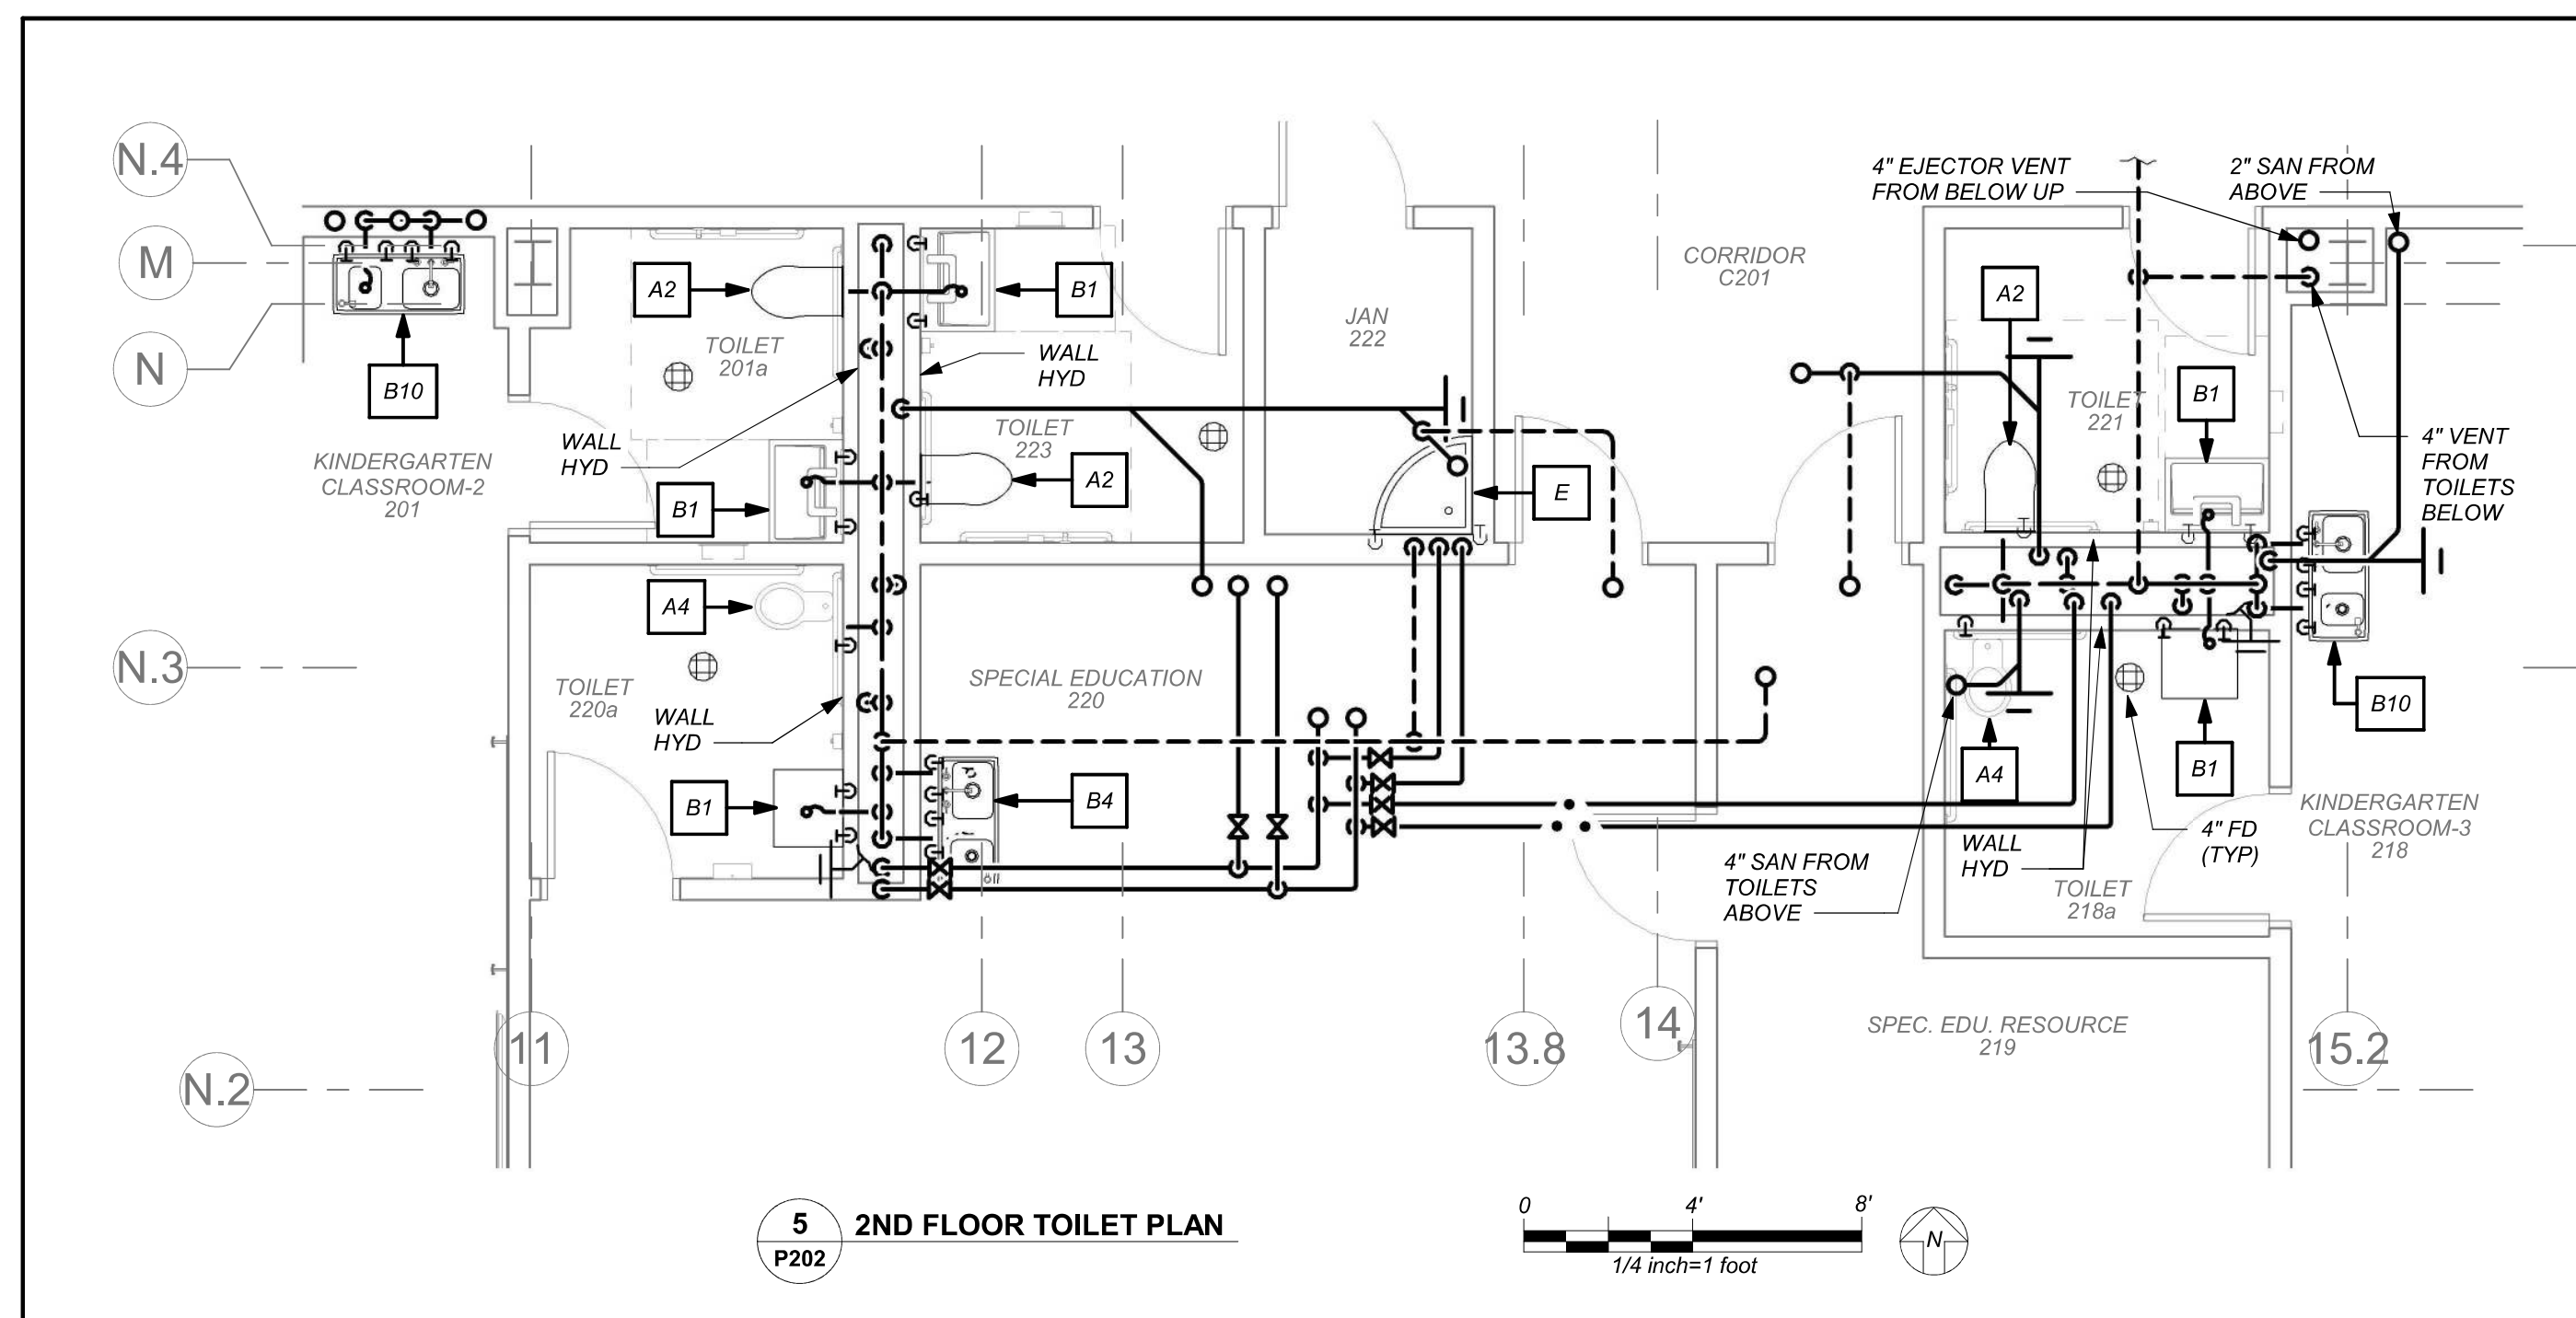 N.4
M
N
N.3
N.2
B10
KINDERGARTEN
CLASSROOM-2
201
A2
TOILET
201a
WALL
HYD
B1
A4
TOILET
220a
WALL
HYD
B1
B1
WALL
HYD
TOILET
223
A2
JAN
222
E
SPECIAL EDUCATION
220
B4
CORRIDOR
C201
4" EJECTOR VENT
FROM BELOW UP
2" SAN FROM
ABOVE
A2
TOILET
221
B1
4" VENT
FROM
TOILETS
BELOW
B10
A4
B1
KINDERGARTEN
CLASSROOM-3
218
4" FD
(TYP)
WALL
HYD
4" SAN FROM
TOILETS
ABOVE
TOILET
218a
SPEC. EDU. RESOURCE
219
11
12
13
13.8
14
15.2
5
P202
2ND FLOOR TOILET PLAN
0
4'
8'
1/4 inch=1 foot
N